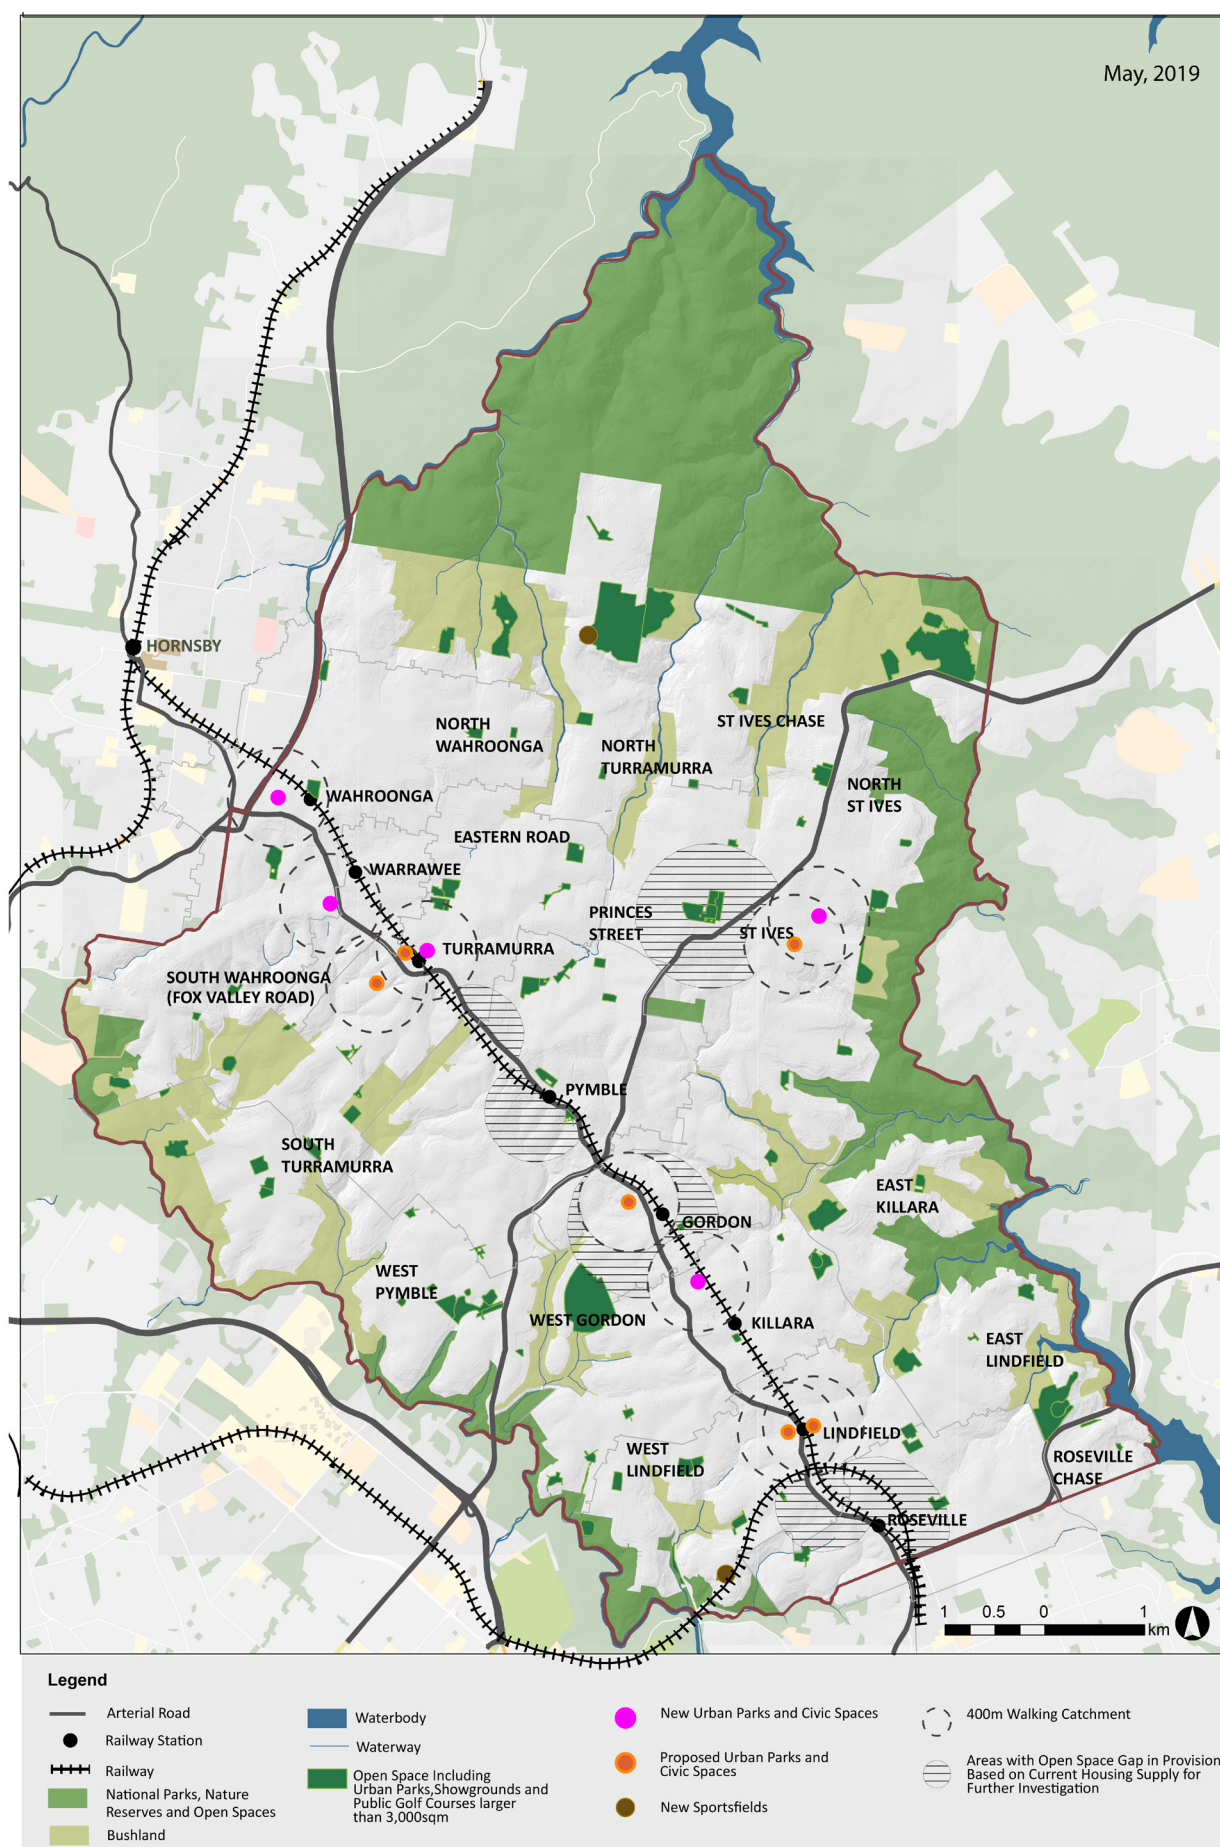 May, 2019
HORNSBY
NORTH
WAHROONGA
ST IVES CHASE
NORTH
TURRAMURRA
NORTH
ST IVES
WAHROONGA
EASTERN ROAD
WARRAWEE
PRINCES
STREET
ST IVES
TURRAMURRA
SOUTH WAHROONGA
(FOX VALLEY ROAD)
PYMBLE
SOUTH
TURRAMURRA
EAST
KILLARA
GORDON
WEST
PYMBLE
WEST GORDON
KILLARA
EAST
LINDFIELD
LINDFIELD
WEST
LINDFIELD
ROSEVILLE
CHASE
ROSEVILLE
1 0.5 0 1
km
Legend
Arterial Road
Railway Station
Railway
National Parks, Nature
Reserves and Open Spaces
Bushland
Waterbody
Waterway
Open Space Including
Urban Parks,Showgrounds and
Public Golf Courses larger
than 3,000sqm
New Urban Parks and Civic Spaces
Proposed Urban Parks and
Civic Spaces
New Sportsfields
400m Walking Catchment
Areas with Open Space Gap in Provision
Based on Current Housing Supply for
Further Investigation